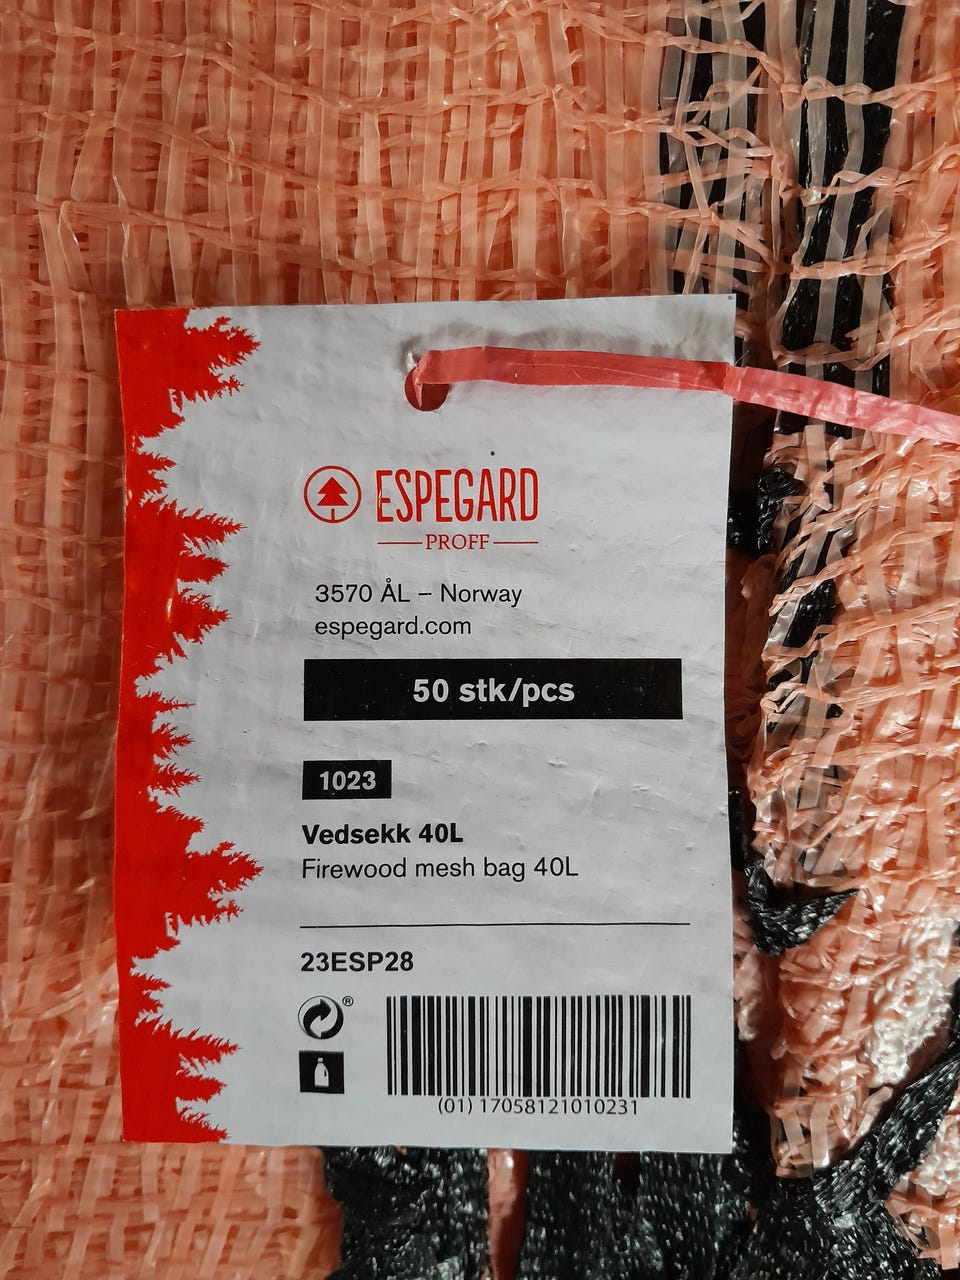 ESPEGARD
PROFF
3570 ÅL – Norway
espegard.com
50 stk/pcs
1023
Vedsekk 40L
Firewood mesh bag 40L
23ESP28
®
(01) 17058121010231